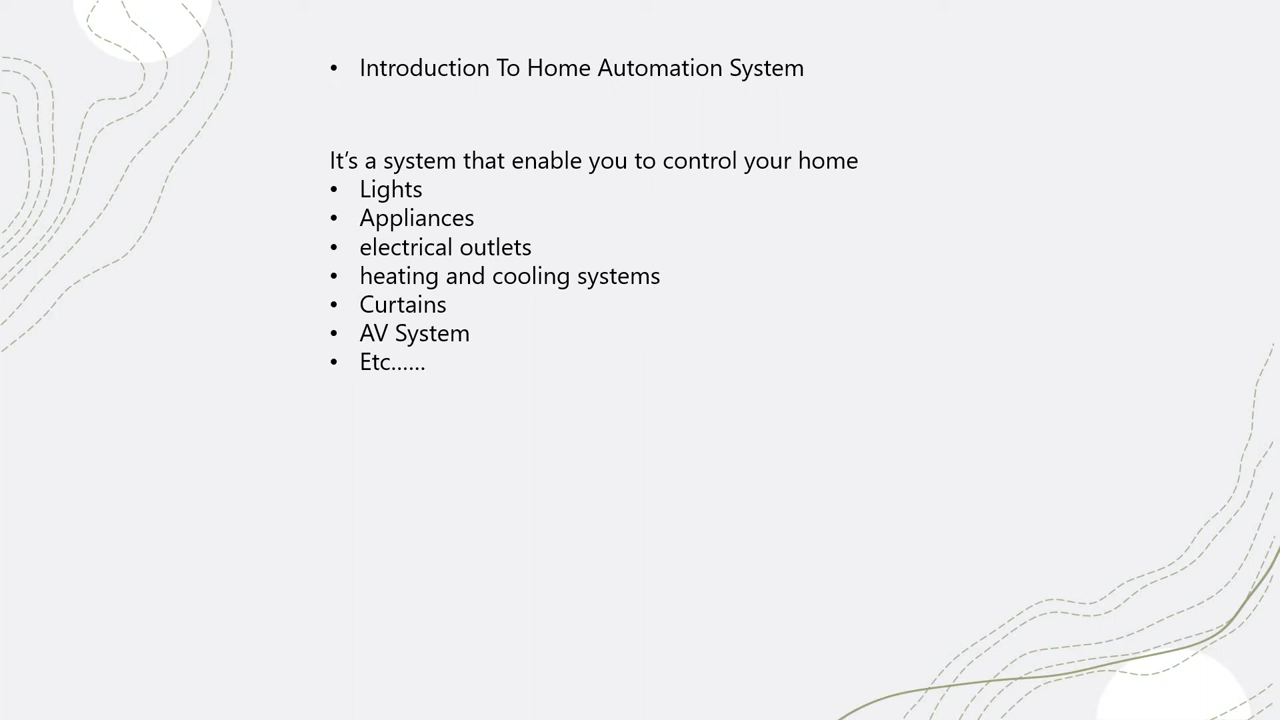 • Introduction To Home Automation System
It's a system that enable you to control your home
• Lights
• Appliances
• electrical outlets
• heating and cooling systems
• Curtains
• AV System
• Etc......